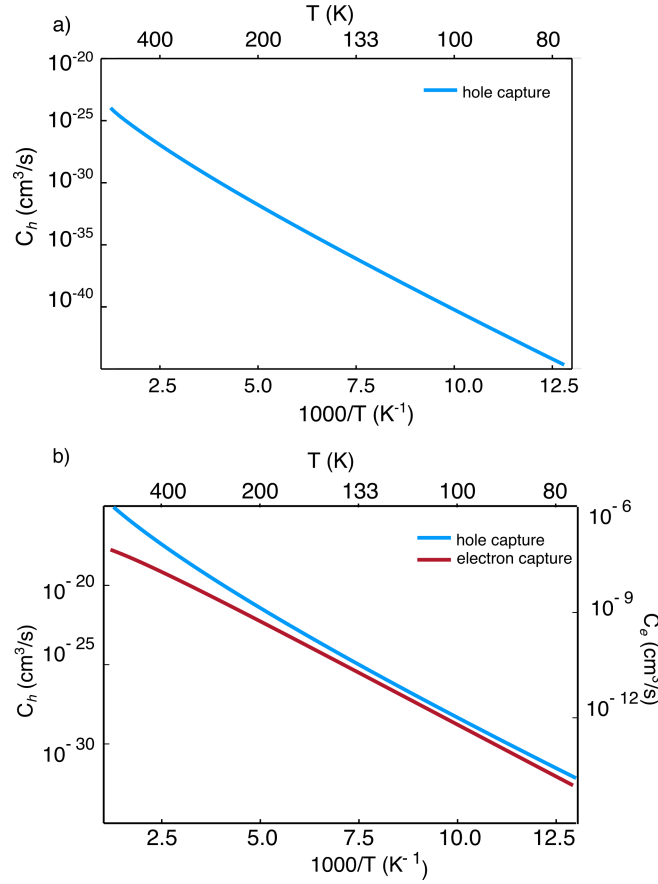 a)
T (K)
400 200 133 100 80
10-20
10-25
10-30
10-35
10-40
Ch (cm3/s)
hole capture
2.5 5.0 7.5 10.0 12.5
1000/T (K-1)
b)
T (K)
400 200 133 100 80
10-20
10-25
10-30
Ch (cm3/s)
hole capture
electron capture
10-6
10-9
10-12
Ce (cm3/s)
2.5 5.0 7.5 10.0 12.5
1000/T (K-1)